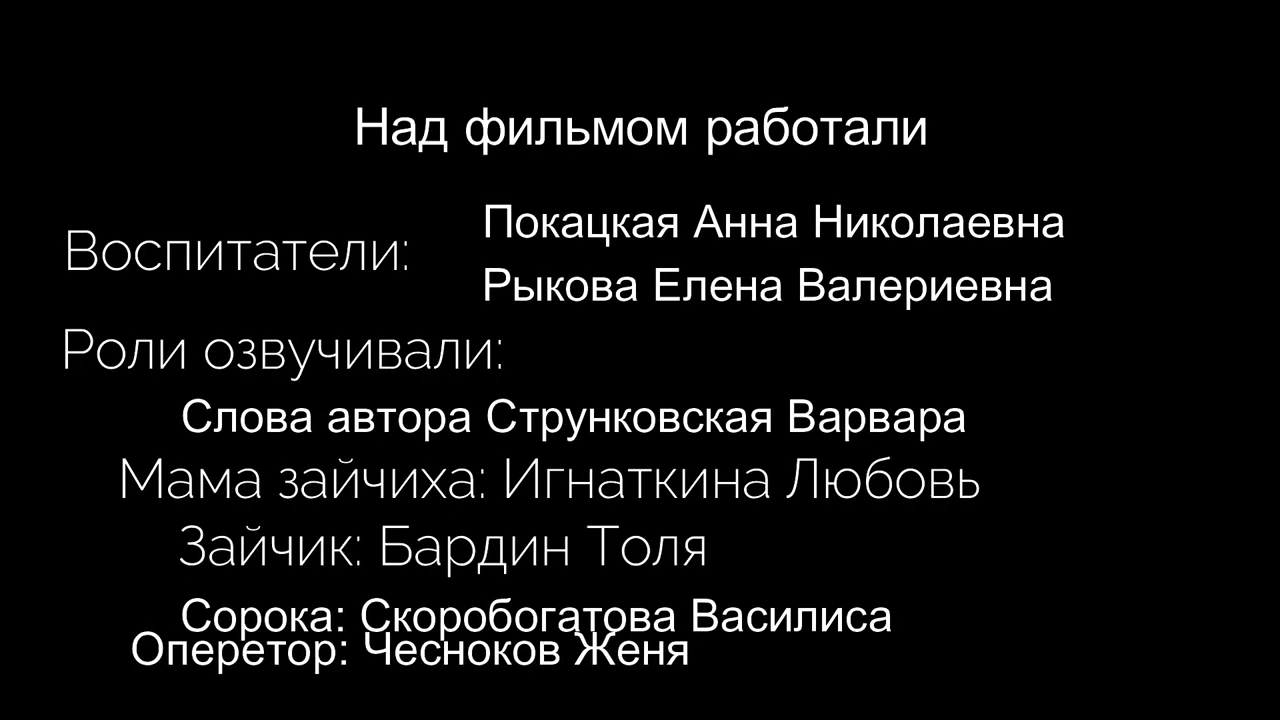 Над фильмом работали
Воспитатели:
Покацкая Анна Николаевна
Рыкова Елена Валериевна
Роли озвучивали:
Слова автора Струнковская Варвара
Мама зайчиха: Игнаткина Любовь
Зайчик: Бардин Толя
Сорока: Скоробогатова Василиса
Оперетор: Чесноков Женя